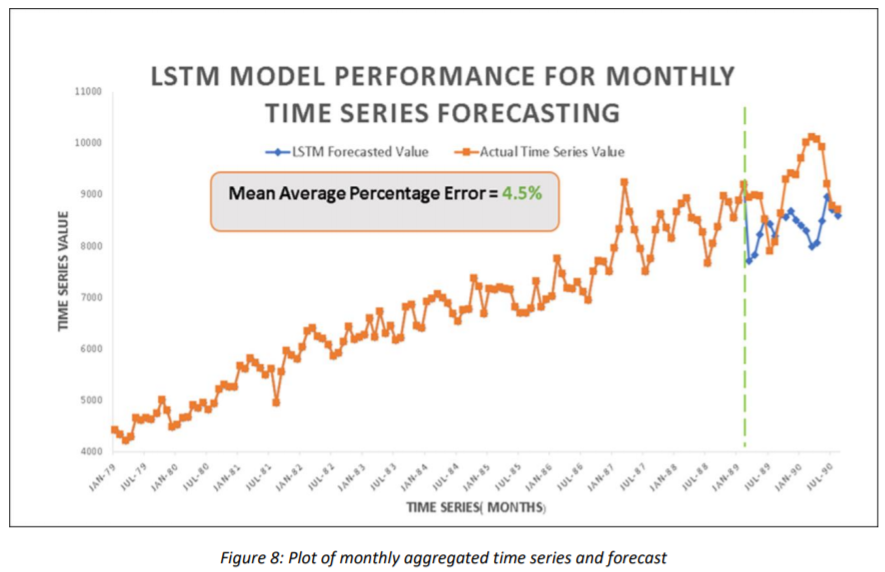 LSTM MODEL PERFORMANCE FOR MONTHLY
TIME SERIES FORECASTING
LSTM Forecasted Value
Actual Time Series Value
Mean Average Percentage Error = 4.5%
TIME SERIES VALUE
11000
10000
9000
8000
7000
6000
5000
4000
JAN-79
JUL-79
JAN-80
JUL-80
JAN-81
JUL-81
JAN-82
JUL-82
JAN-83
JUL-83
JAN-84
JUL-84
JAN-85
JUL-85
JAN-86
JUL-86
JAN-87
JUL-87
JAN-88
JUL-88
JAN-89
JUL-89
JAN-90
JUL-90
TIME SERIES( MONTHS)
Figure 8: Plot of monthly aggregated time series and forecast